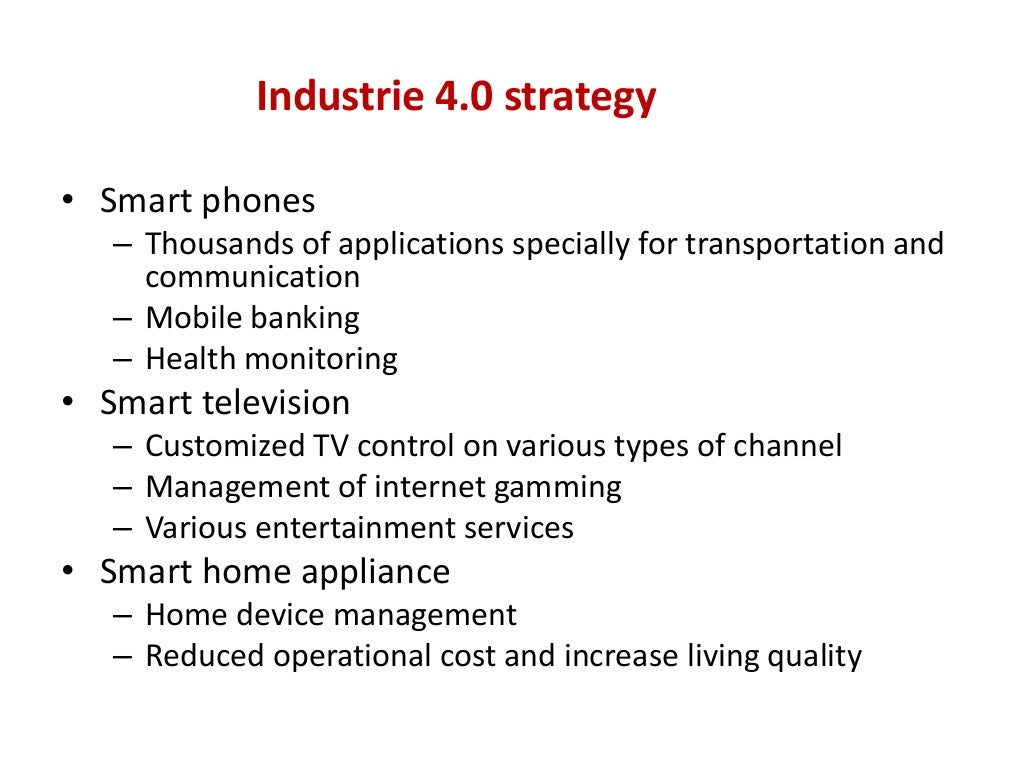 Industrie 4.0 strategy
• Smart phones
– Thousands of applications specially for transportation and
communication
– Mobile banking
– Health monitoring
• Smart television
– Customized TV control on various types of channel
– Management of internet gamming
– Various entertainment services
• Smart home appliance
– Home device management
– Reduced operational cost and increase living quality